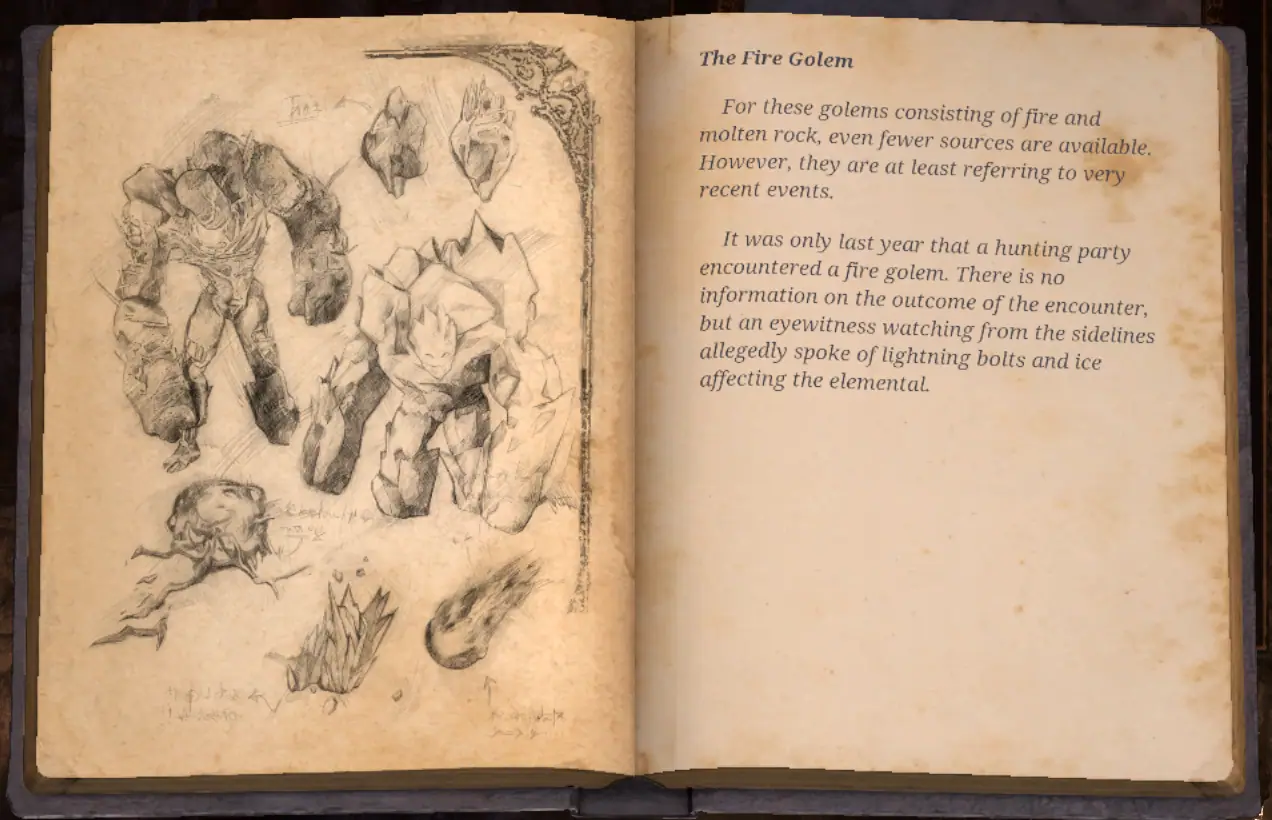 The Fire Golem
For these golems consisting of fire and
molten rock, even fewer sources are available.
However, they are at least referring to very
recent events.
It was only last year that a hunting party
encountered a fire golem. There is no
information on the outcome of the encounter,
but an eyewitness watching from the sidelines
allegedly spoke of lightning bolts and ice
affecting the elemental.